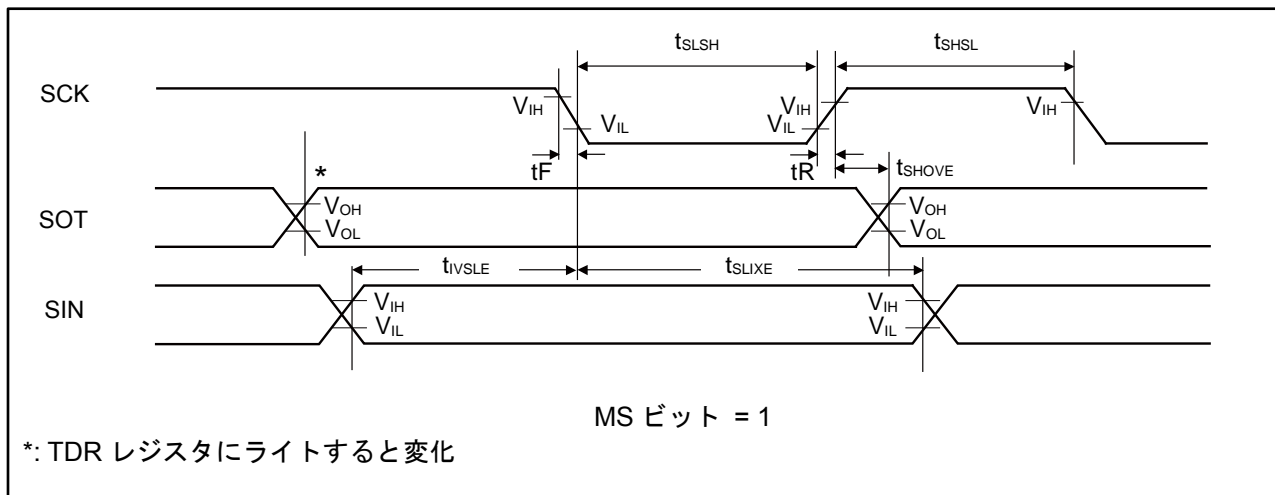 tSLSH tSHSL
SCK
VIH VIL VIH VIL VIH
tF tR tSHOVE
*
SOT
VOH VOH
VOL VOL
tIVSLE tSLIXE
SIN
VIH VIH
VIL VIL
MS ビット = 1
*: TDR レジスタにライトすると変化